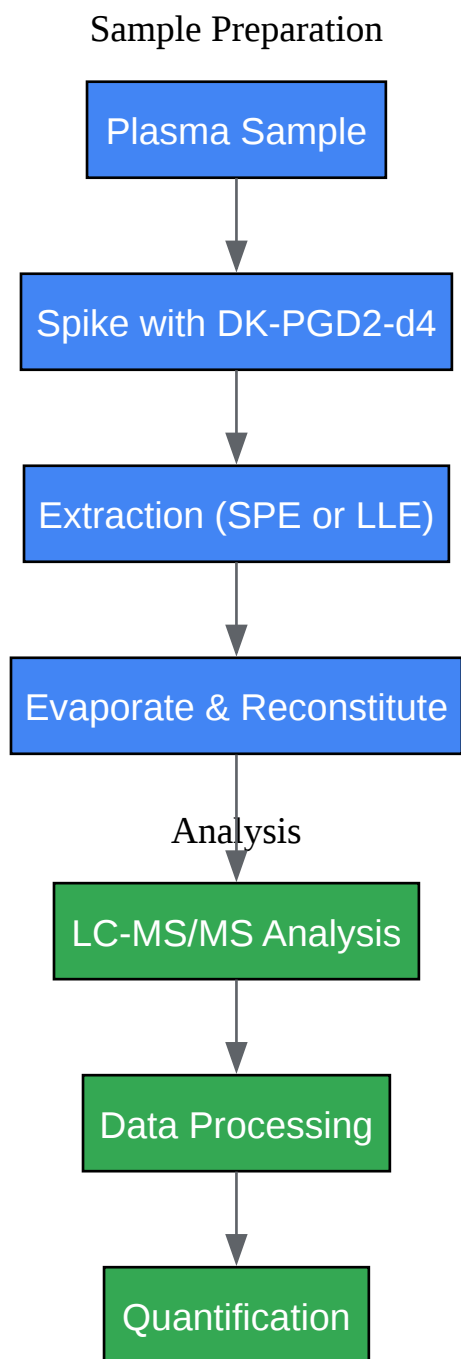 Sample Preparation
Plasma Sample
Spike with DK-PGD2-d4
Extraction (SPE or LLE)
Evaporate & Reconstitute
Analysis
LC-MS/MS Analysis
Data Processing
Quantification